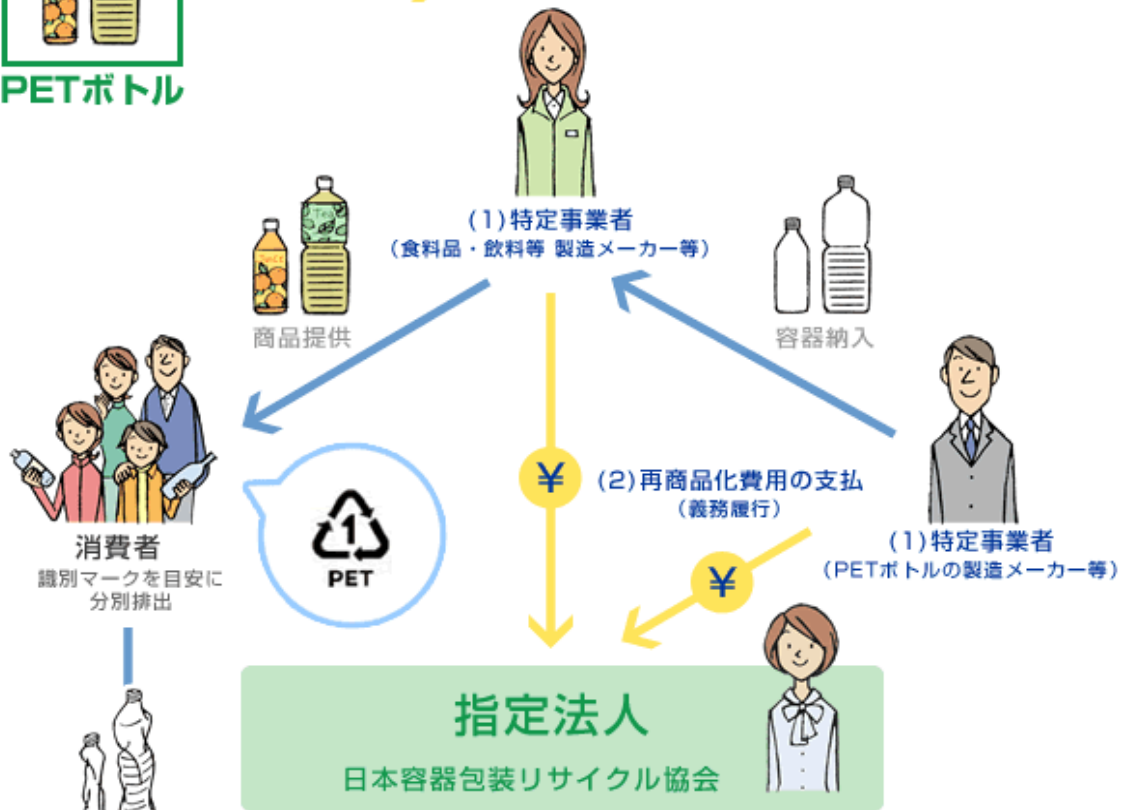 PETボトル
Tea
Juice
(1)特定事業者
(食料品・飲料等 製造メーカー等)
商品提供
容器納入
¥
(2)再商品化費用の支払
(義務履行)
1
PET
消費者
識別マークを目安に
分別排出
(1)特定事業者
(PETボトルの製造メーカー等)
¥
指定法人
日本容器包装リサイクル協会